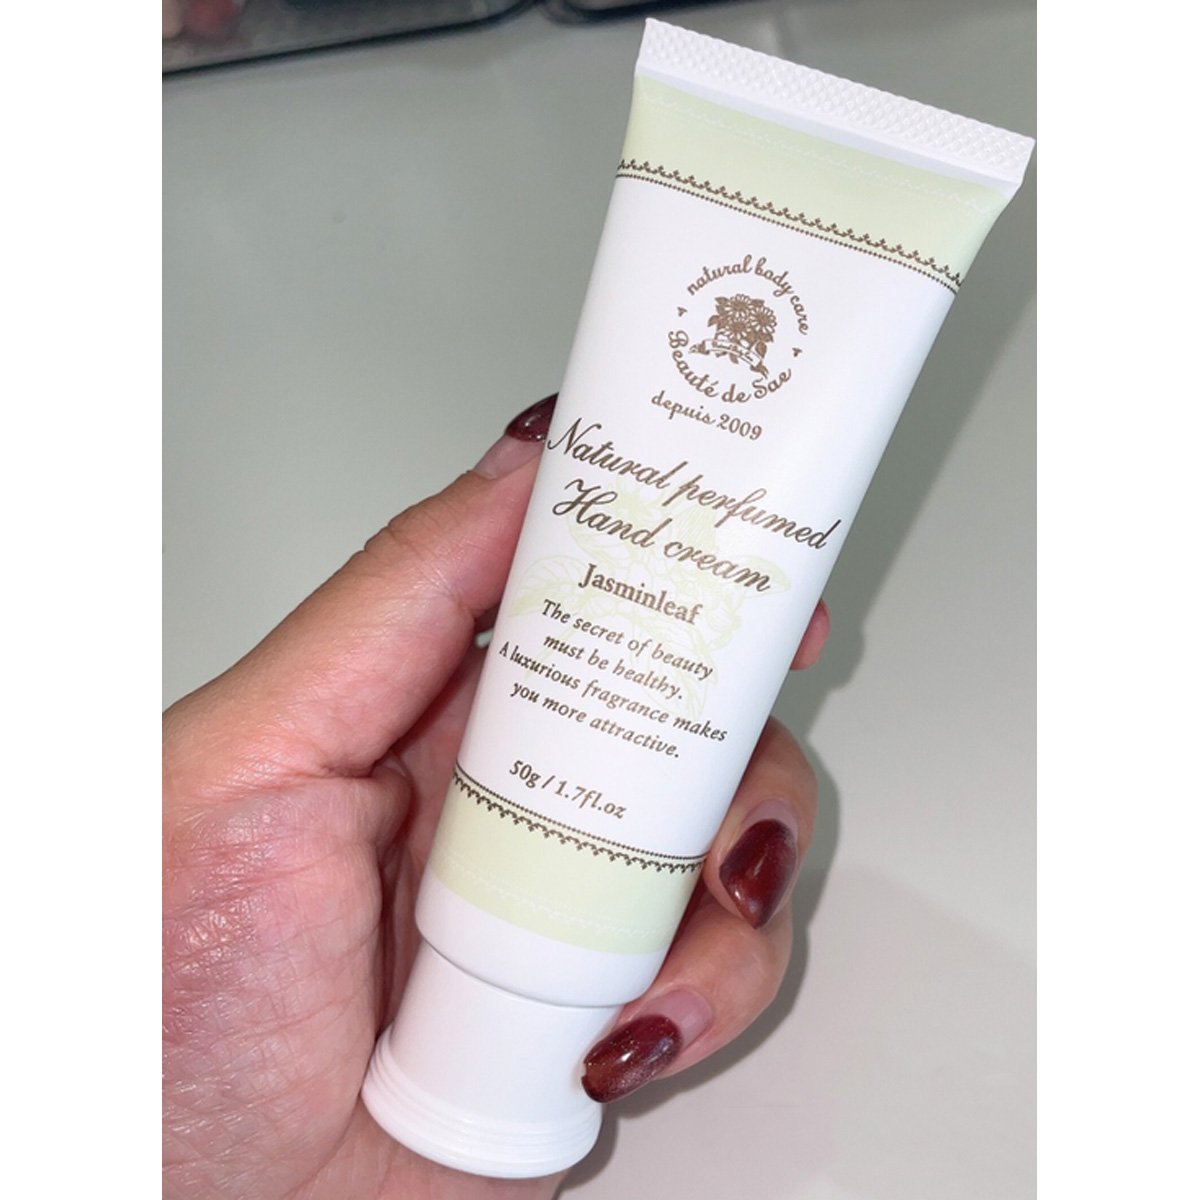 natural body care
Beauté de Sae
depuis 2009
Natural perfumed
Hand cream
Jasminleaf
The secret of beauty
must be healthy.
A luxurious fragrance makes
you more attractive.
50g / 1.7fl.oz